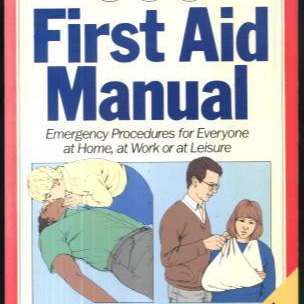 First Aid
Manual
Emergency Procedures for Everyone
at Home, at Work or at Leisure